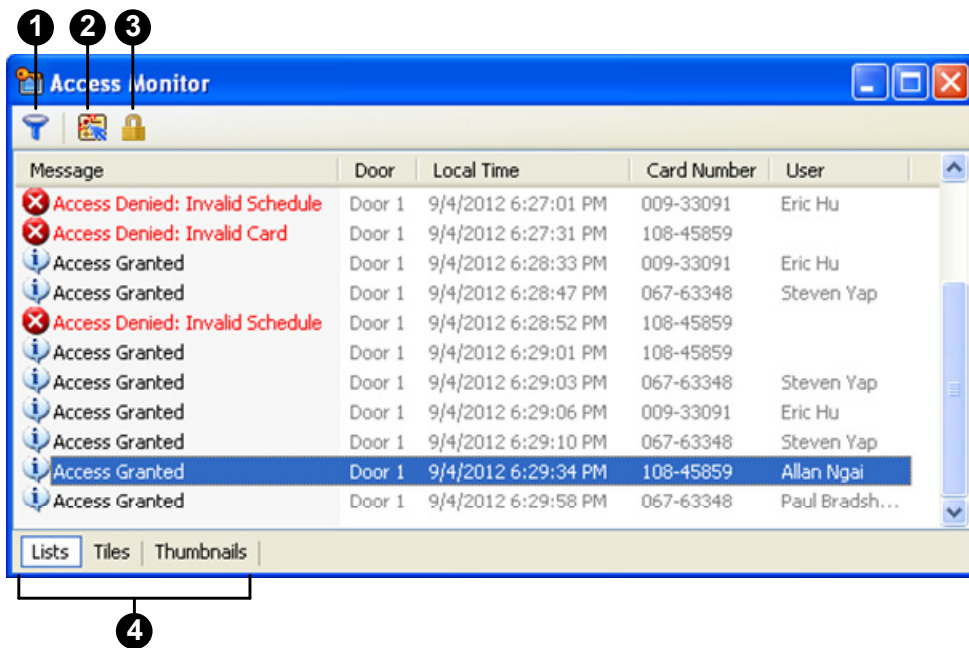 1 2 3
Access Monitor
Message Door Local Time Card Number User
Access Denied: Invalid Schedule Door 1 9/4/2012 6:27:01 PM 009-33091 Eric Hu
Access Denied: Invalid Card Door 1 9/4/2012 6:27:31 PM 108-45859
Access Granted Door 1 9/4/2012 6:28:33 PM 009-33091 Eric Hu
Access Granted Door 1 9/4/2012 6:28:47 PM 067-63348 Steven Yap
Access Denied: Invalid Schedule Door 1 9/4/2012 6:28:52 PM 108-45859
Access Granted Door 1 9/4/2012 6:29:01 PM 108-45859
Access Granted Door 1 9/4/2012 6:29:03 PM 067-63348 Steven Yap
Access Granted Door 1 9/4/2012 6:29:06 PM 009-33091 Eric Hu
Access Granted Door 1 9/4/2012 6:29:10 PM 067-63348 Steven Yap
Access Granted Door 1 9/4/2012 6:29:34 PM 108-45859 Allan Ngai
Access Granted Door 1 9/4/2012 6:29:58 PM 067-63348 Paul Bradsh...
Lists Tiles Thumbnails
4